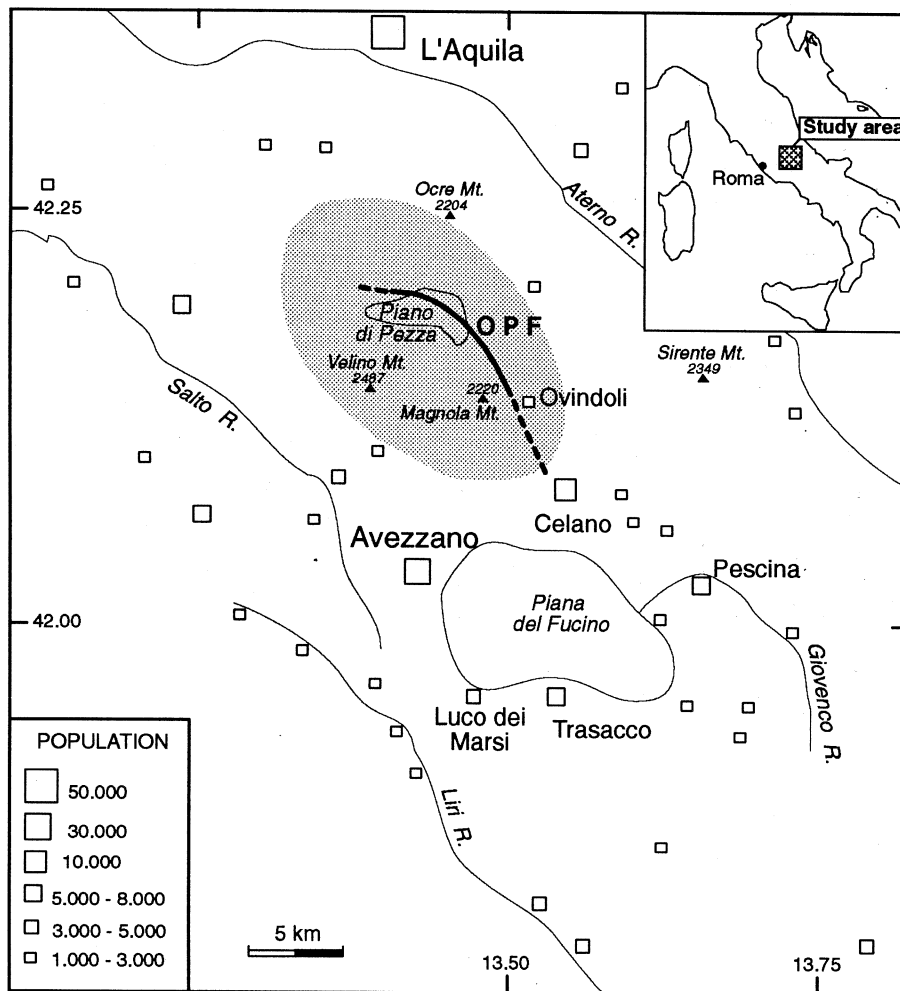 L'Aquila
Study area
Roma
Ocre Mt.
2204
Aterno R.
42.25
Piano
di Pezza
OPF
Velino Mt.
2487
2220
Magnola Mt.
Ovindoli
Sirente Mt.
2349
Salto R.
Celano
Avezzano
Pescina
Piana
del Fucino
42.00
Giovenco R.
Luco dei
Marsi
Trasacco
Liri R.
POPULATION
50.000
30.000
10.000
5.000 - 8.000
3.000 - 5.000
1.000 - 3.000
5 km
13.50
13.75